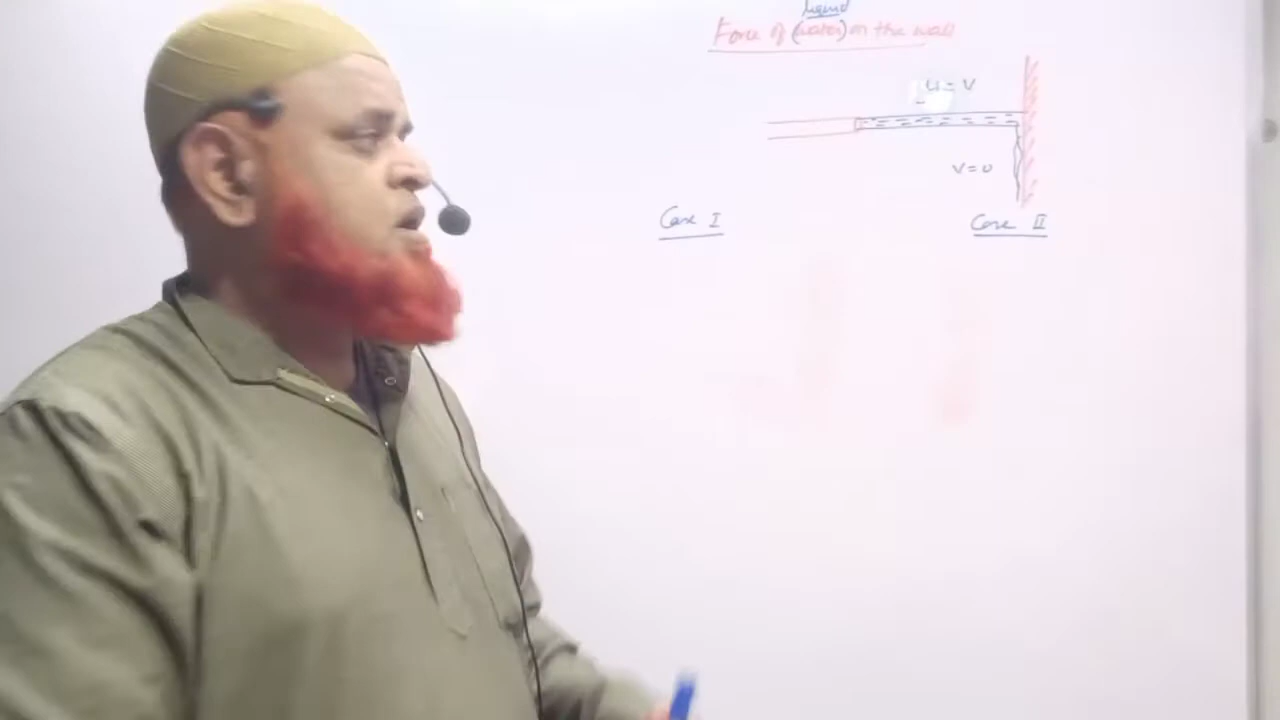 liquid
Force of (water) on the wall
u = v
v = 0
Case I
Case II